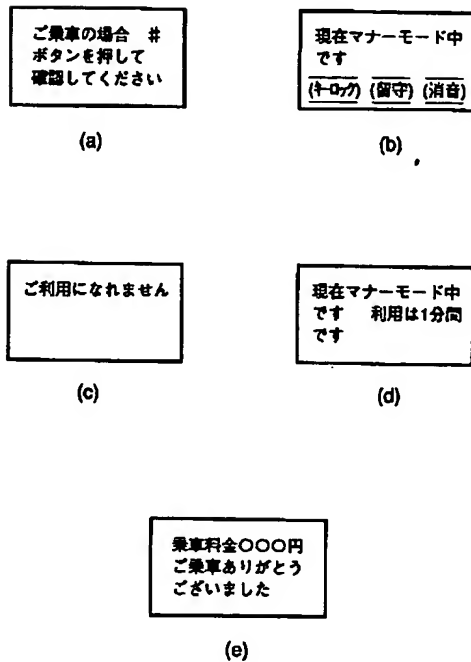 ご乗車の場合 #
ボタンを押して
確認してください
(a)
現在マナーモード中
です
(キーロック) (留守) (消音)
(b)
ご利用になれません
(c)
現在マナーモード中
です 利用は1分間
です
(d)
乗車料金〇〇〇円
ご乗車ありがとう
ございました
(e)